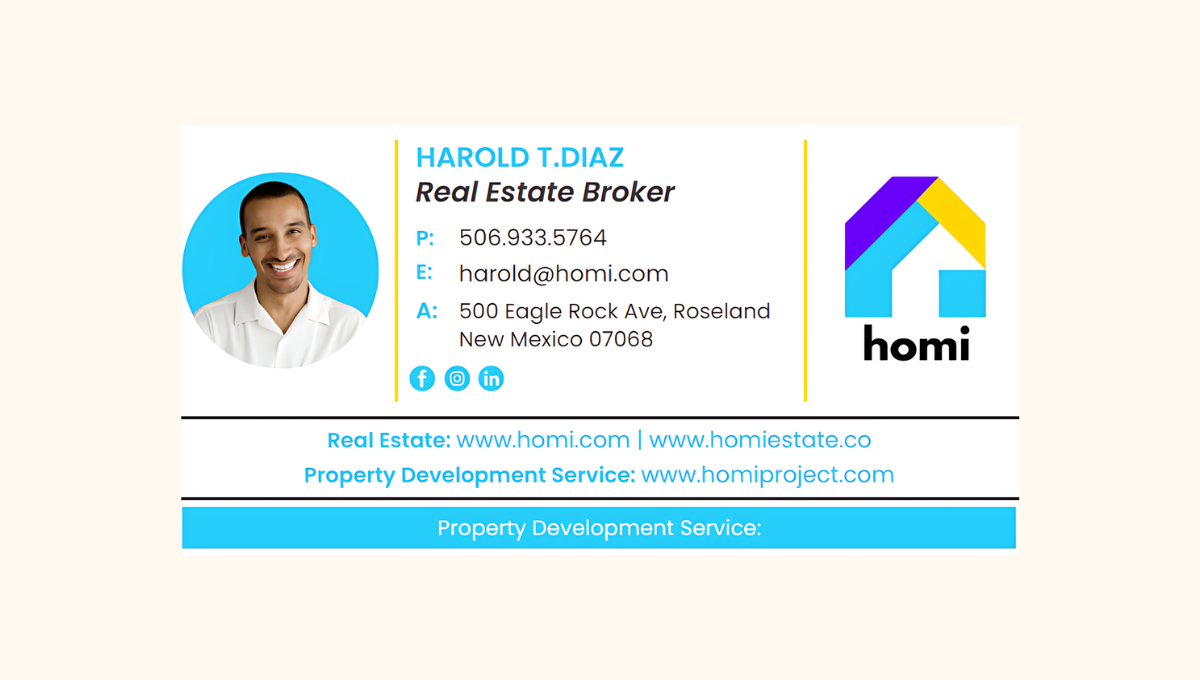 HAROLD T.DIAZ
Real Estate Broker
P: 506.933.5764
E: harold@homi.com
A: 500 Eagle Rock Ave, Roseland
New Mexico 07068
homi
Real Estate: www.homi.com | www.homiestate.co
Property Development Service: www.homiproject.com
Property Development Service: